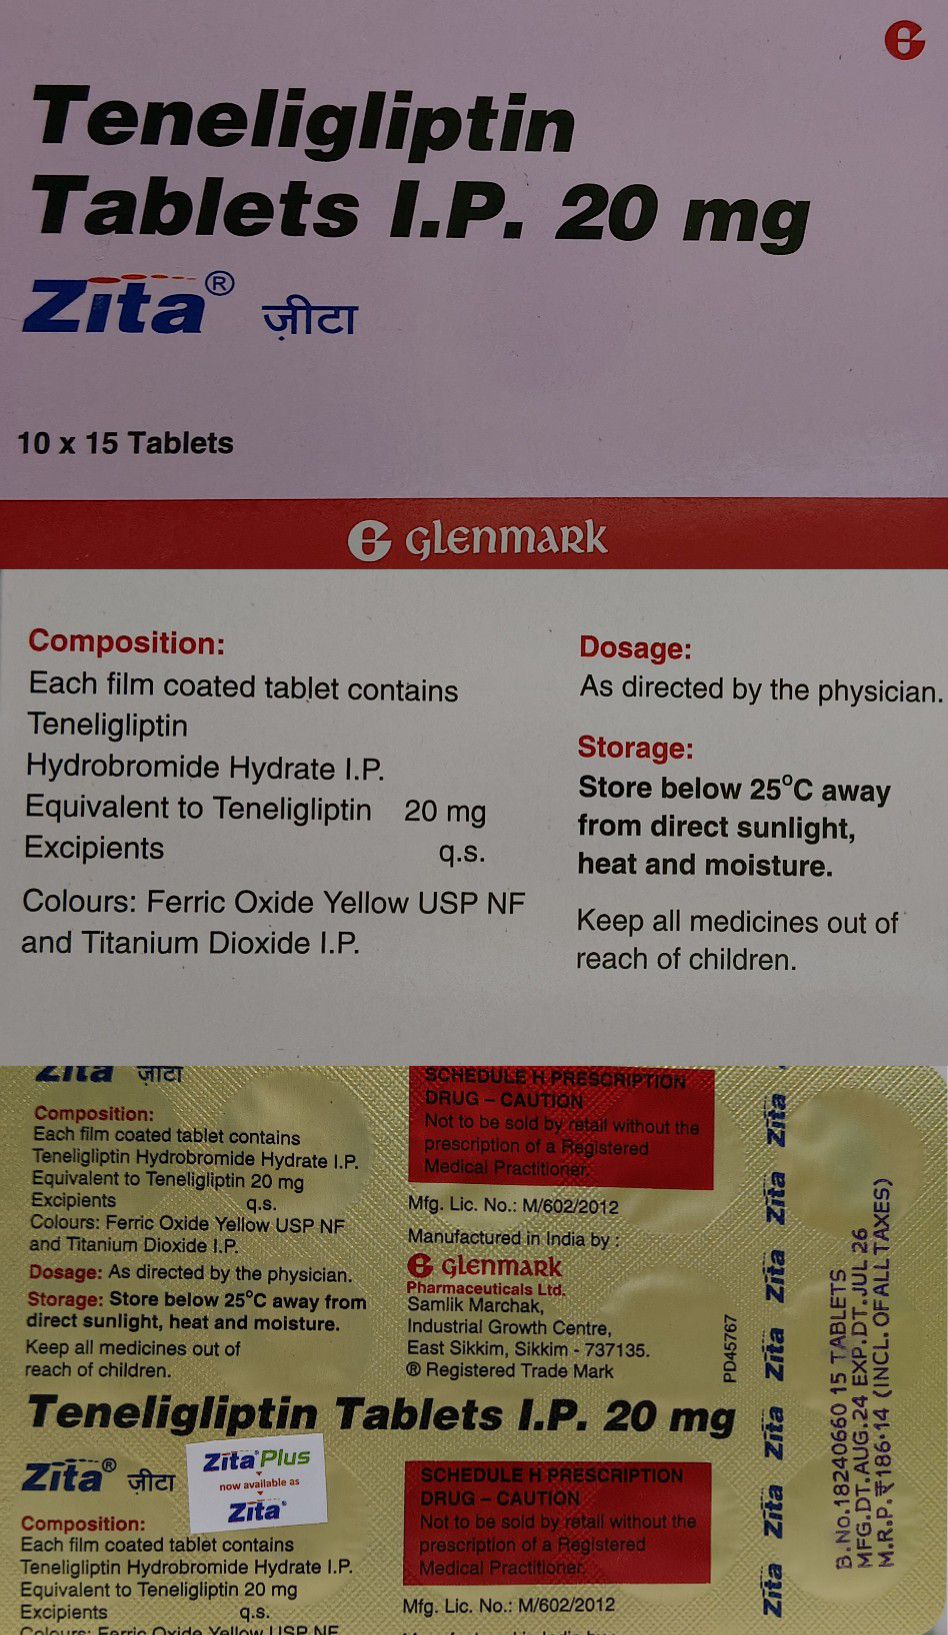 Teneligliptin
Tablets I.P. 20 mg
Zita® ज़ीटा
10 x 15 Tablets
Glenmark
Composition:
Each film coated tablet contains
Teneligliptin
Hydrobromide Hydrate I.P.
Equivalent to Teneligliptin 20 mg
Excipients q.s.
Colours: Ferric Oxide Yellow USP NF
and Titanium Dioxide I.P.
Dosage:
As directed by the physician.
Storage:
Store below 25°C away
from direct sunlight,
heat and moisture.
Keep all medicines out of
reach of children.
Zita ज़ीटा
Composition:
Each film coated tablet contains
Teneligliptin Hydrobromide Hydrate I.P.
Equivalent to Teneligliptin 20 mg
Excipients q.s.
Colours: Ferric Oxide Yellow USP NF
and Titanium Dioxide I.P.
Dosage: As directed by the physician.
Storage: Store below 25°C away from
direct sunlight, heat and moisture.
Keep all medicines out of
reach of children.
SCHEDULE H PRESCRIPTION
DRUG – CAUTION
Not to be sold by retail without the
prescription of a Registered
Medical Practitioner.
Mfg. Lic. No.: M/602/2012
Manufactured in India by :
Glenmark
Pharmaceuticals Ltd.
Samlik Marchak,
Industrial Growth Centre,
East Sikkim, Sikkim - 737135.
® Registered Trade Mark
PD45767
Teneligliptin Tablets I.P. 20 mg
Zita® ज़ीटा
Zita® Plus
now available as
Zita®
Composition:
Each film coated tablet contains
Teneligliptin Hydrobromide Hydrate I.P.
Equivalent to Teneligliptin 20 mg
Excipients q.s.
Colours: Ferric Oxide Yellow USP NF
SCHEDULE H PRESCRIPTION
DRUG – CAUTION
Not to be sold by retail without the
prescription of a Registered
Medical Practitioner.
Mfg. Lic. No.: M/602/2012
Zita Zita Zita Zita Zita Zita Zita
B.No.18240660 15 TABLETS
MFG.DT.AUG.24 EXP.DT.JUL 26
M.R.P.₹186.14 (INCL. OF ALL TAXES)